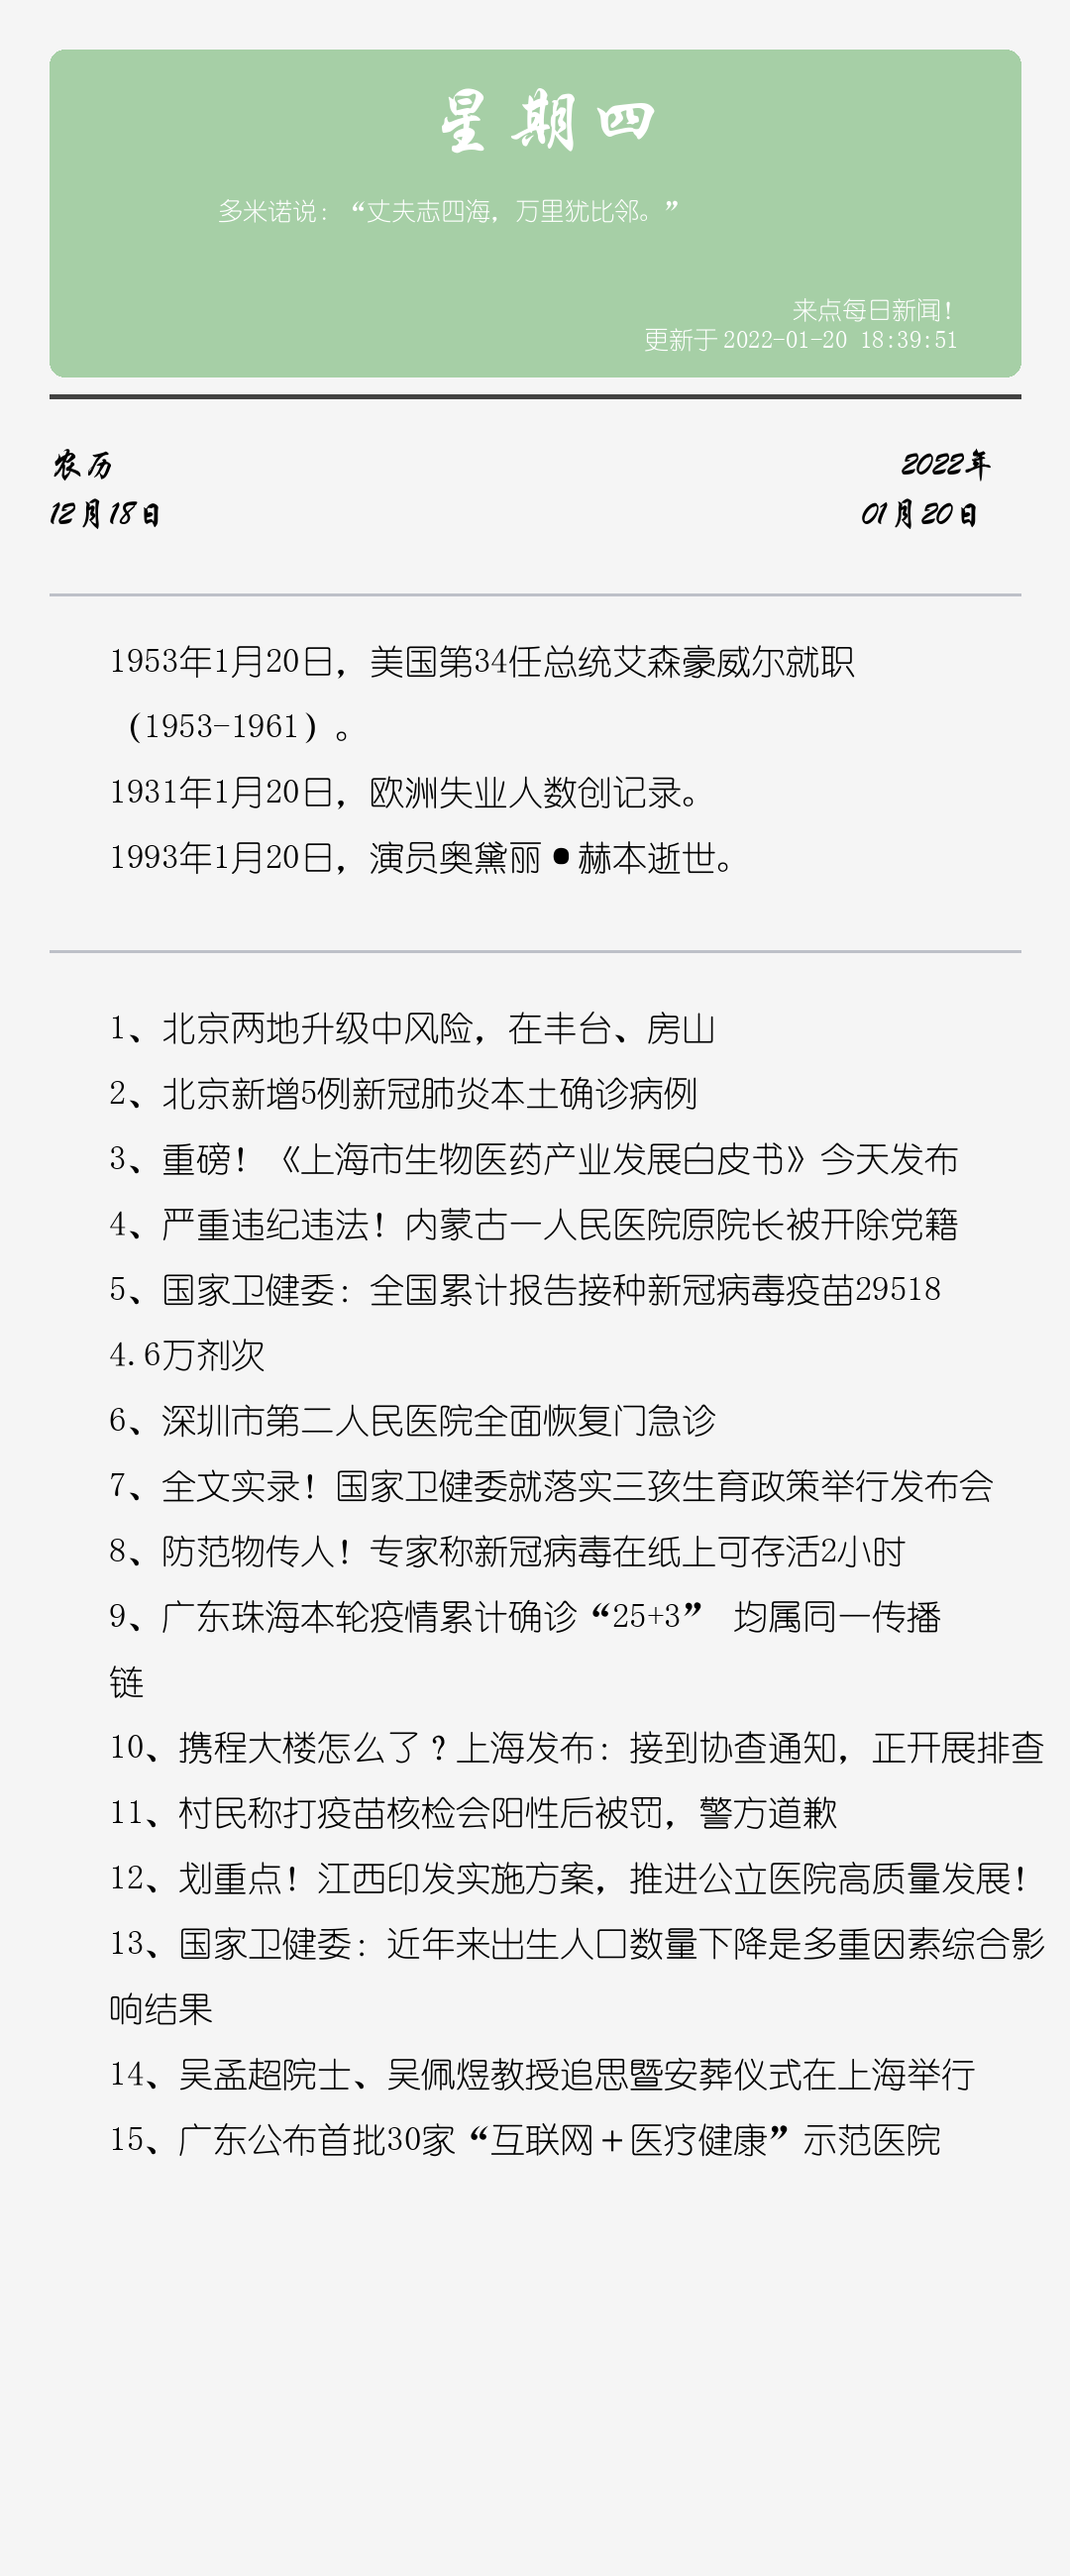 星期四
多米诺说：“丈夫志四海，万里犹比邻。”
来点每日新闻！
更新于 2022-01-20 18:39:51
农历
12月18日
2022年
01月20日
1953年1月20日，美国第34任总统艾森豪威尔就职
（1953-1961）。
1931年1月20日，欧洲失业人数创记录。
1993年1月20日，演员奥黛丽●赫本逝世。
1、北京两地升级中风险，在丰台、房山
2、北京新增5例新冠肺炎本土确诊病例
3、重磅！《上海市生物医药产业发展白皮书》今天发布
4、严重违纪违法！内蒙古一人民医院原院长被开除党籍
5、国家卫健委：全国累计报告接种新冠病毒疫苗29518
4.6万剂次
6、深圳市第二人民医院全面恢复门急诊
7、全文实录！国家卫健委就落实三孩生育政策举行发布会
8、防范物传人！专家称新冠病毒在纸上可存活2小时
9、广东珠海本轮疫情累计确诊“25+3” 均属同一传播
链
10、携程大楼怎么了？上海发布：接到协查通知，正开展排查
11、村民称打疫苗核检会阳性后被罚，警方道歉
12、划重点！江西印发实施方案，推进公立医院高质量发展！
13、国家卫健委：近年来出生人口数量下降是多重因素综合影
响结果
14、吴孟超院士、吴佩煜教授追思暨安葬仪式在上海举行
15、广东公布首批30家“互联网＋医疗健康”示范医院